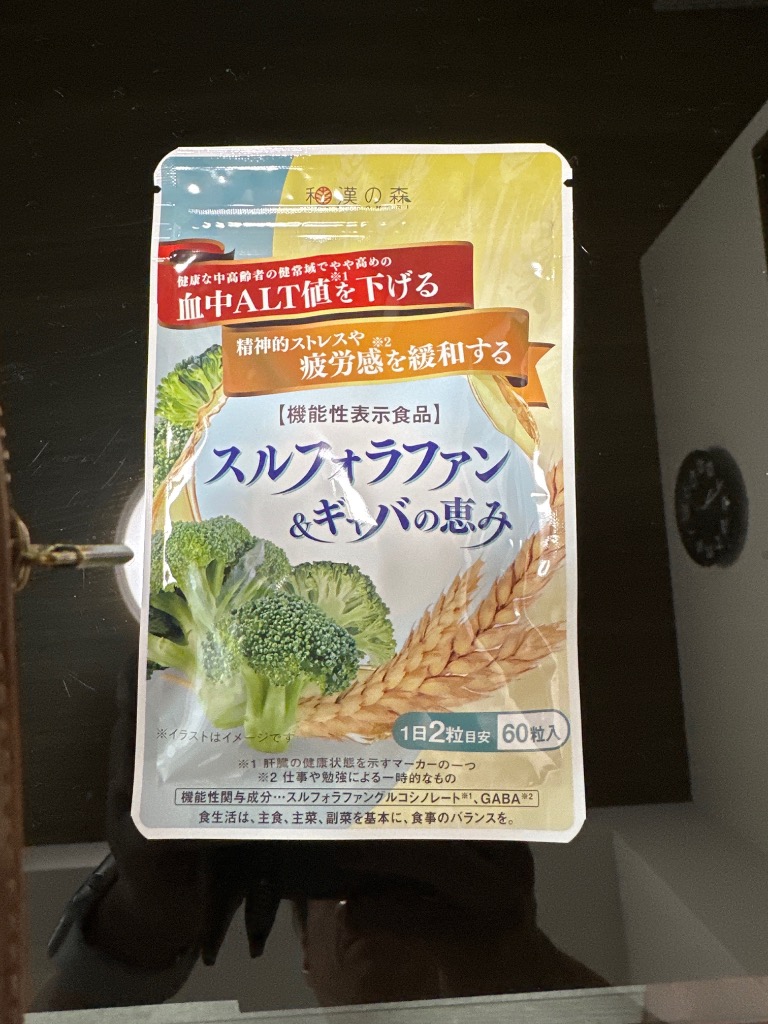 和漢の森
健康な中高齢者の健常域でやや高めの
血中ALT値※1を下げる
精神的ストレスや
疲労感※2を緩和する
【機能性表示食品】
スルフォラファン
&ギャバの恵み
※イラストはイメージです
1日2粒目安 60粒入
※1 肝臓の健康状態を示すマーカーの一つ
※2 仕事や勉強による一時的なもの
機能性関与成分…スルフォラファングルコシノレート※1、GABA※2
食生活は、主食、主菜、副菜を基本に、食事のバランスを。